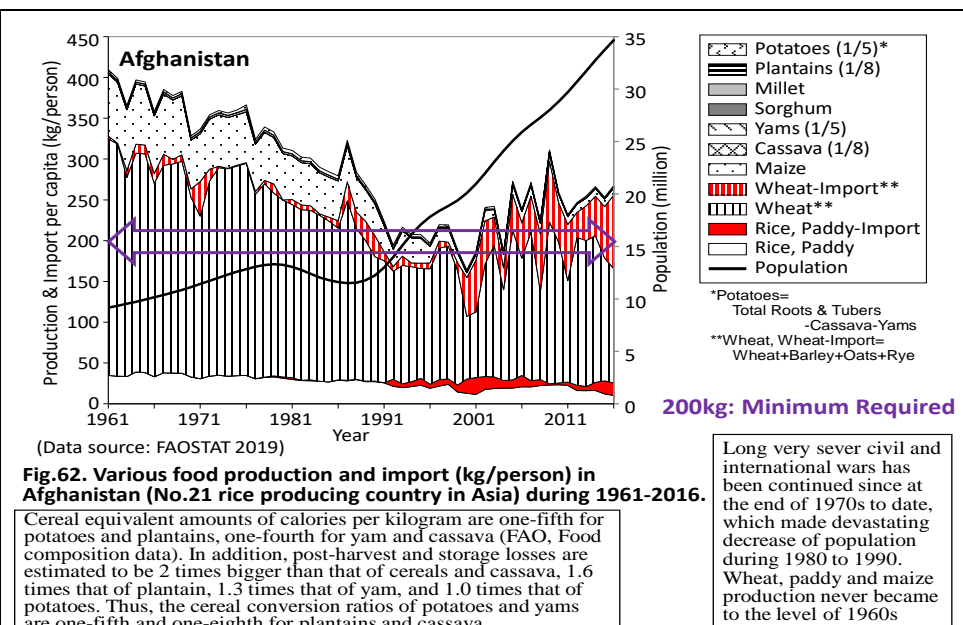 Afghanistan
450
400
350
300
250
200
150
100
50
0
Production & Import per capita (kg/person)
35
30
25
20
15
10
5
0
Population (million)
1961
1971
1981
1991
2001
2011
Year
(Data source: FAOSTAT 2019)
Potatoes (1/5)*
Plantains (1/8)
Millet
Sorghum
Yams (1/5)
Cassava (1/8)
Maize
Wheat-Import**
Wheat**
Rice, Paddy-Import
Rice, Paddy
Population
*Potatoes=
Total Roots & Tubers
-Cassava-Yams
**Wheat, Wheat-Import=
Wheat+Barley+Oats+Rye
200kg: Minimum Required
Fig.62. Various food production and import (kg/person) in
Afghanistan (No.21 rice producing country in Asia) during 1961-2016.
Cereal equivalent amounts of calories per kilogram are one-fifth for
potatoes and plantains, one-fourth for yam and cassava (FAO, Food
composition data). In addition, post-harvest and storage losses are
estimated to be 2 times bigger than that of cereals and cassava, 1.6
times that of plantain, 1.3 times that of yam, and 1.0 times that of
potatoes. Thus, the cereal conversion ratios of potatoes and yams
are one-fifth and one-eighth for plantains and cassava
Long very sever civil and
international wars has
been continued since at
the end of 1970s to date,
which made devastating
decrease of population
during 1980 to 1990.
Wheat, paddy and maize
production never became
to the level of 1960s